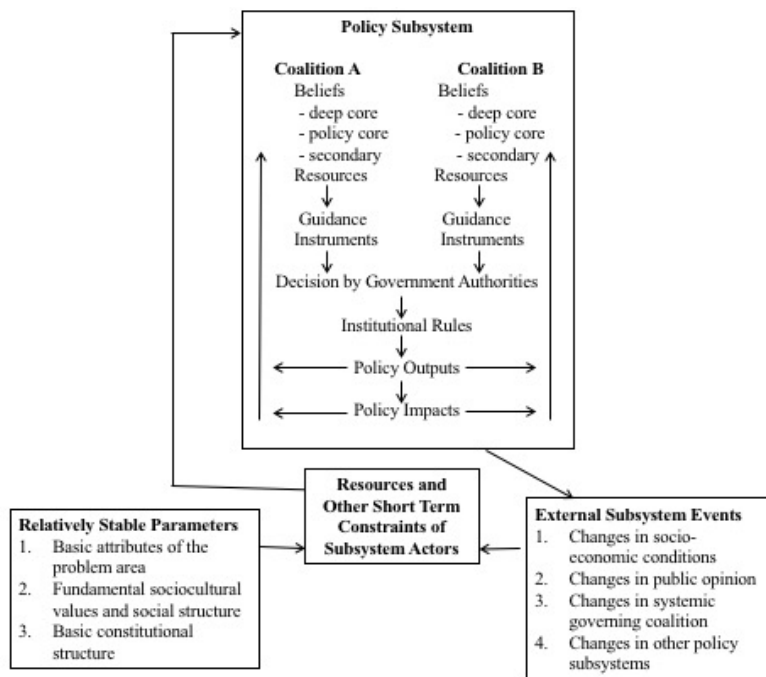 Policy Subsystem
Coalition A
Beliefs
- deep core
- policy core
- secondary
Resources
Guidance
Instruments
Coalition B
Beliefs
- deep core
- policy core
- secondary
Resources
Guidance
Instruments
Decision by Government Authorities
Institutional Rules
Policy Outputs
Policy Impacts
Resources and
Other Short Term
Constraints of
Subsystem Actors
Relatively Stable Parameters
1. Basic attributes of the
problem area
2. Fundamental sociocultural
values and social structure
3. Basic constitutional
structure
External Subsystem Events
1. Changes in socio-
economic conditions
2. Changes in public opinion
3. Changes in systemic
governing coalition
4. Changes in other policy
subsystems